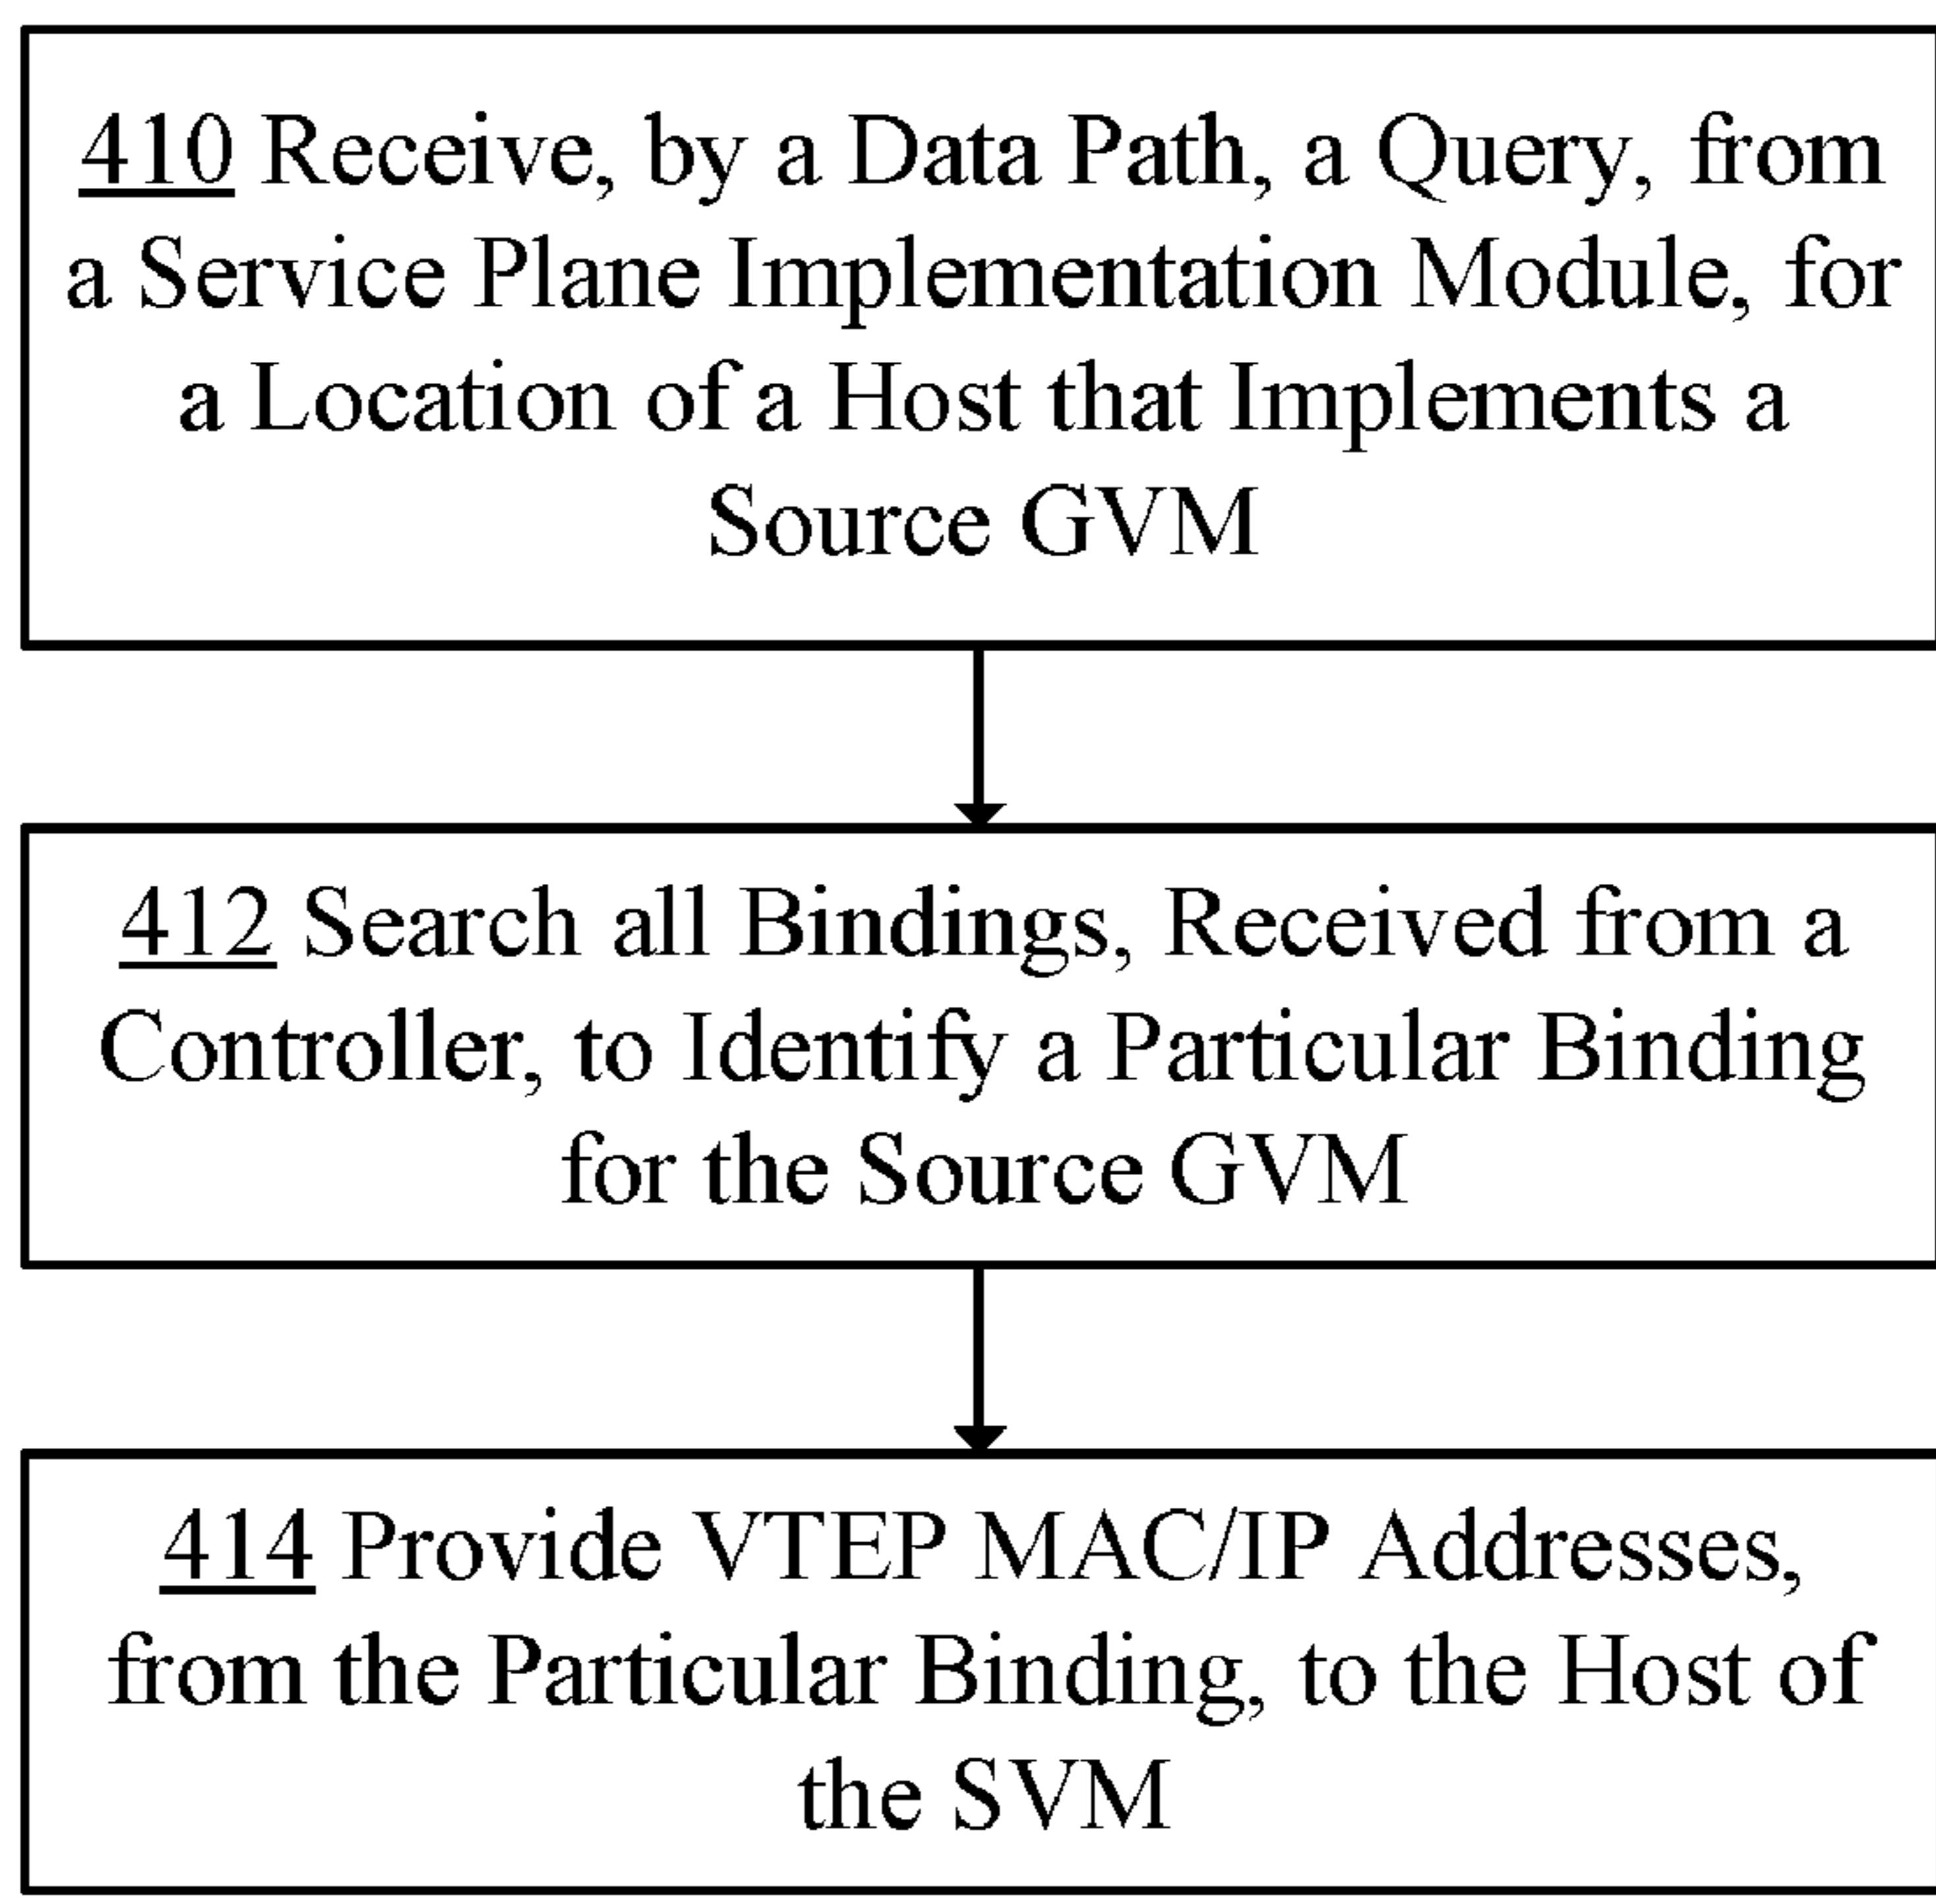 410 Receive, by a Data Path, a Query, from
a Service Plane Implementation Module, for
a Location of a Host that Implements a
Source GVM
412 Search all Bindings, Received from a
Controller, to Identify a Particular Binding
for the Source GVM
414 Provide VTEP MAC/IP Addresses,
from the Particular Binding, to the Host of
the SVM